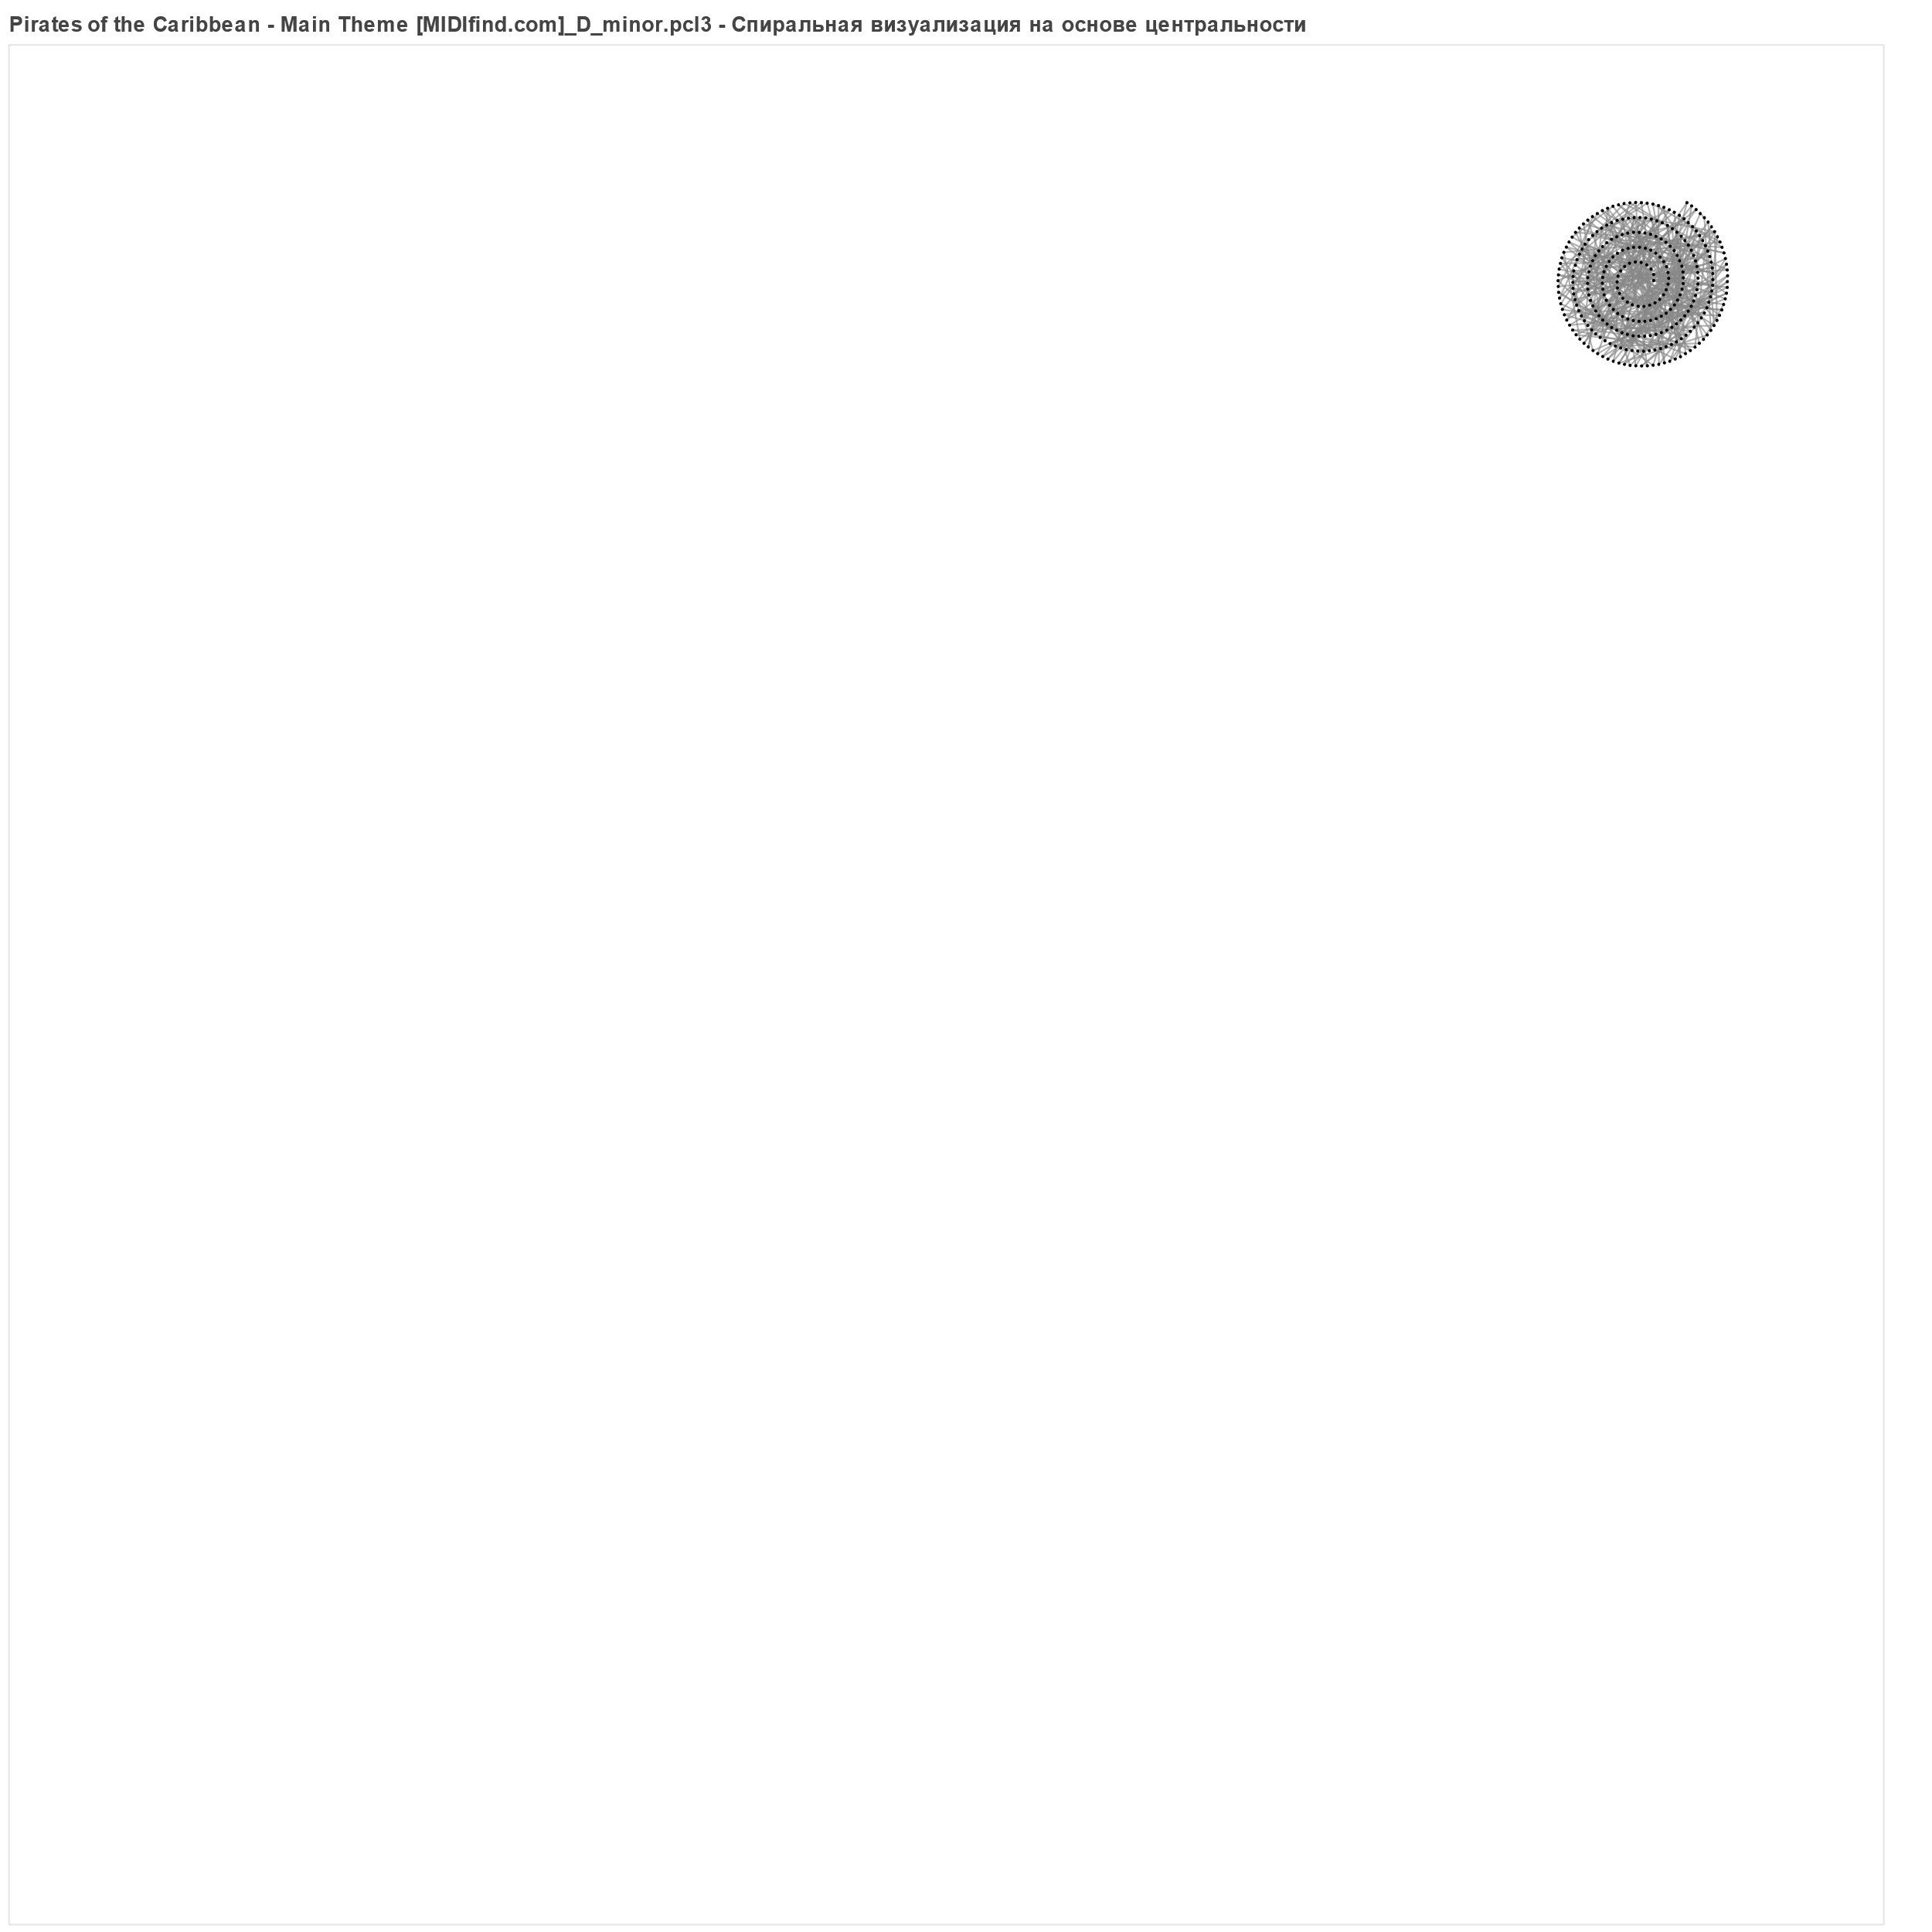 Pirates of the Caribbean - Main Theme [MIDIfind.com]_D_minor.pcl3 - Спиральная визуализация на основе центральности